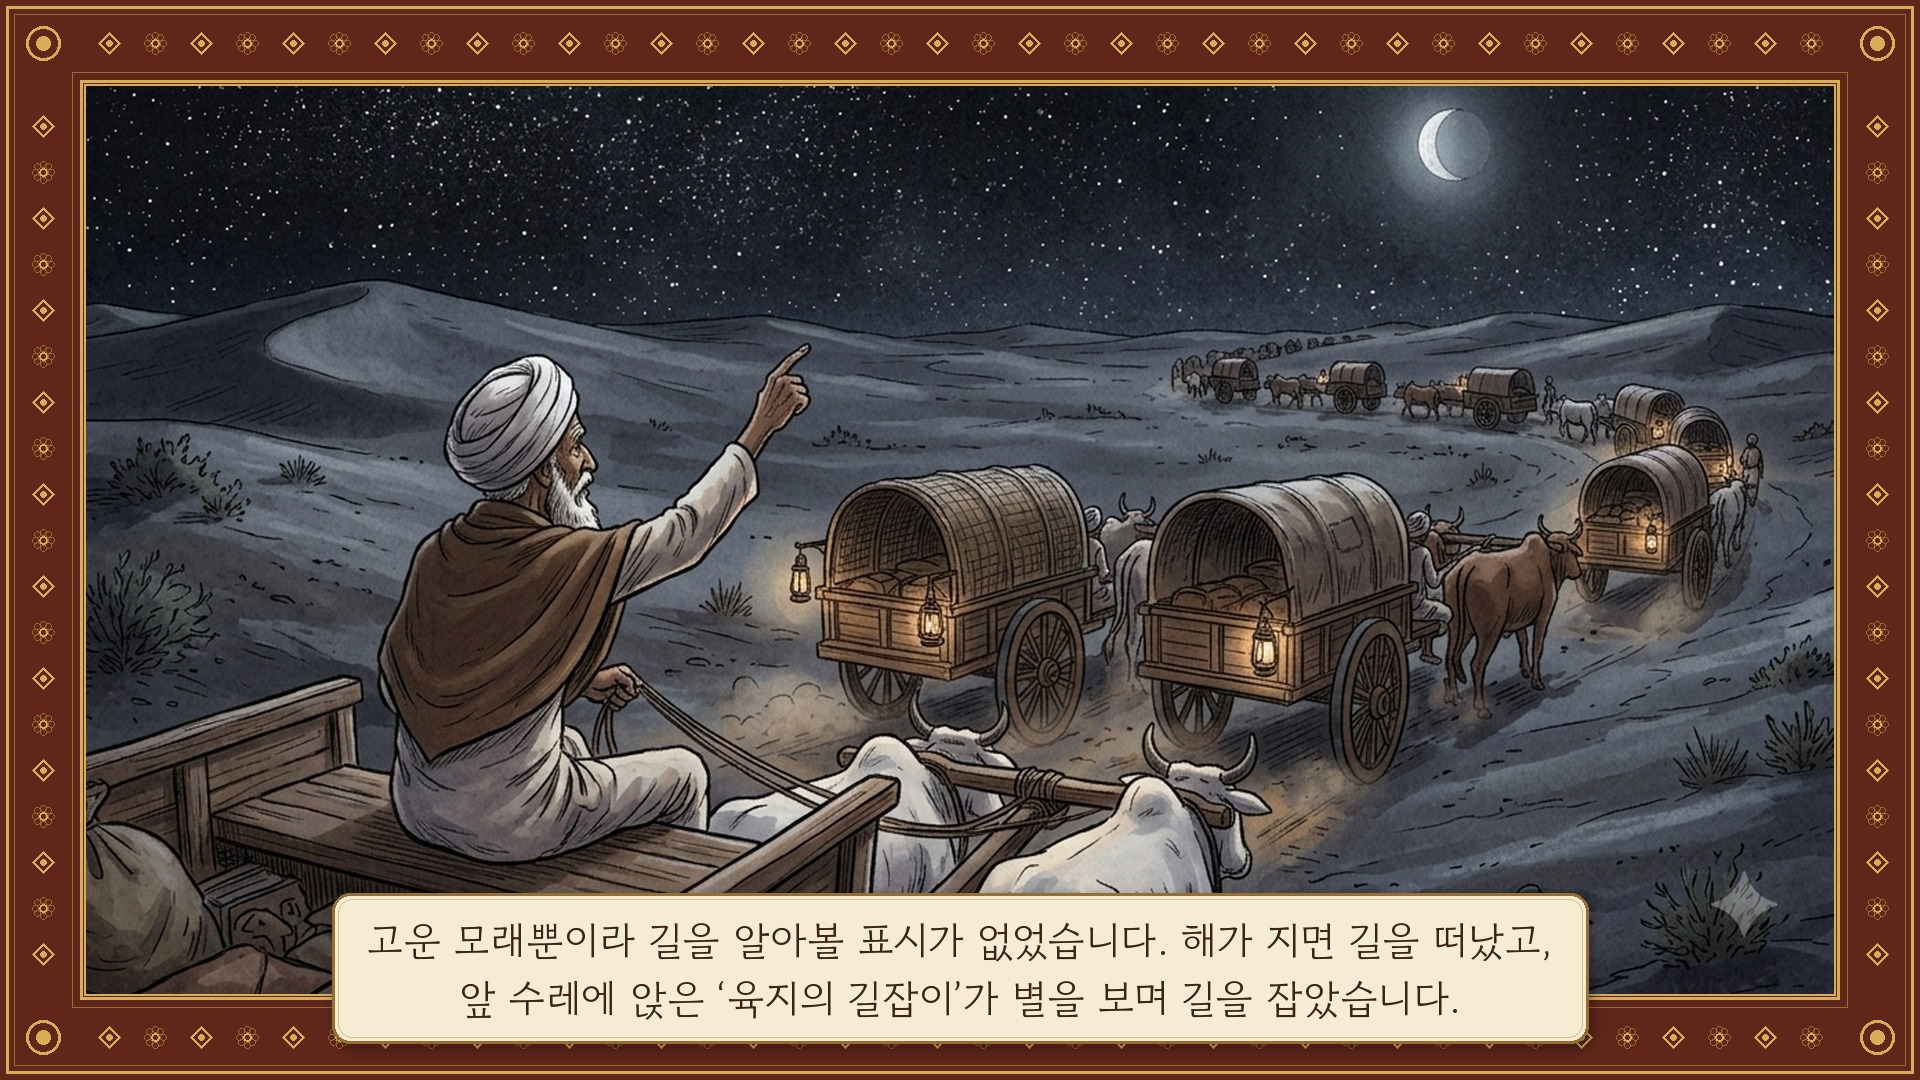 고운 모래뿐이라 길을 알아볼 표시가 없었습니다. 해가 지면 길을 떠났고,
앞 수레에 앉은 ‘육지의 길잡이’가 별을 보며 길을 잡았습니다.